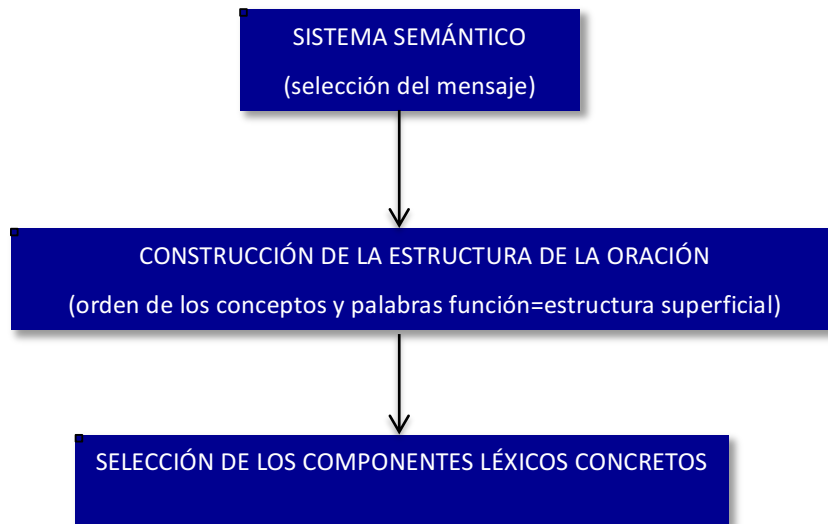 SISTEMA SEMÁNTICO
(selección del mensaje)
CONSTRUCCIÓN DE LA ESTRUCTURA DE LA ORACIÓN
(orden de los conceptos y palabras función=estructura superficial)
SELECCIÓN DE LOS COMPONENTES LÉXICOS CONCRETOS